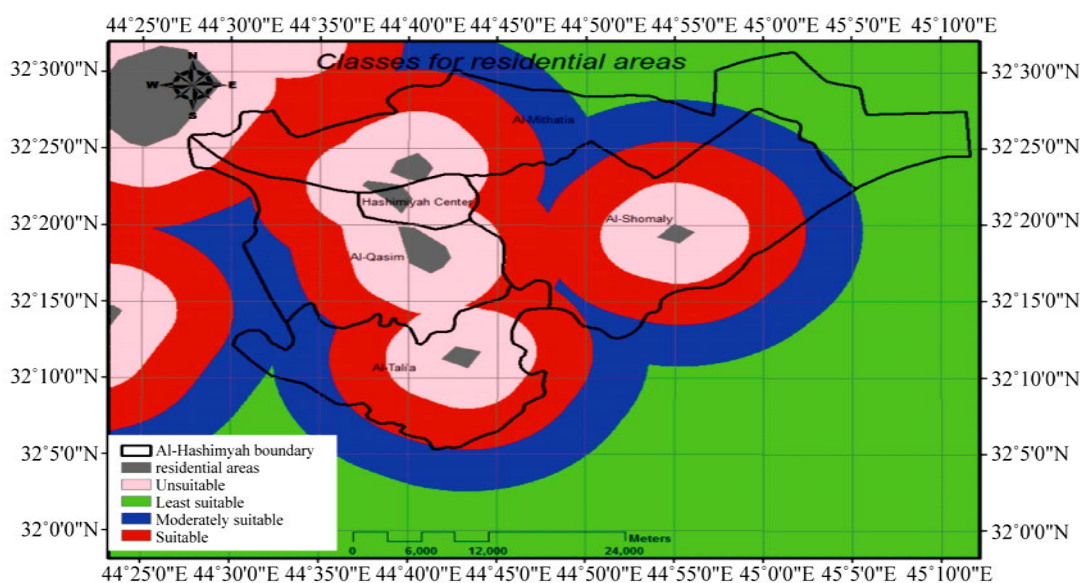 44°25'0"E 44°30'0"E 44°35'0"E 44°40'0"E 44°45'0"E 44°50'0"E 44°55'0"E 45°0'0"E 45°5'0"E 45°10'0"E
Classes for residential areas
N
W E
S
32°30'0"N 32°30'0"N
Al-Mithatia
32°25'0"N 32°25'0"N
Hashimiyah Center
32°20'0"N Al-Shomaly 32°20'0"N
Al-Qasim
32°15'0"N 32°15'0"N
Al-Talia
32°10'0"N 32°10'0"N
32°5'0"N 32°5'0"N
Al-Hashimyah boundary
residential areas
Unsuitable
Least suitable
Moderately suitable
Suitable
32°0'0"N 32°0'0"N
Meters
0 6,000 12,000 24,000
44°25'0"E 44°30'0"E 44°35'0"E 44°40'0"E 44°45'0"E 44°50'0"E 44°55'0"E 45°0'0"E 45°5'0"E 45°10'0"E